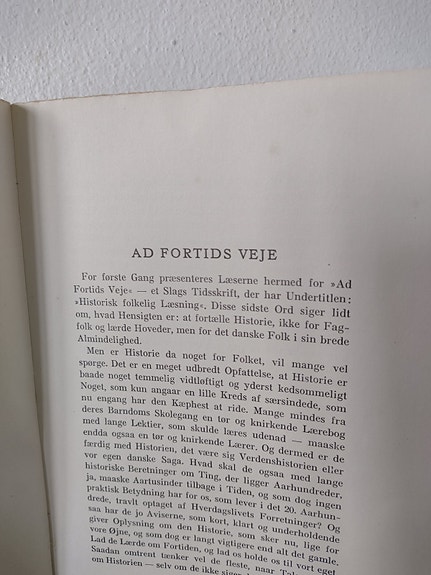 AD FORTIDS VEJE
For første Gang præsenteres Læserne hermed for »Ad
Fortids Veje« — et Slags Tidsskrift, der har Undertitlen:
»Historisk folkelig Læsning«. Disse sidste Ord siger lidt
om, hvad Hensigten er: at fortælle Historie, ikke for Fag-
folk og lærde Hoveder, men for det danske Folk i sin brede
Almindelighed.
Men er Historie da noget for Folket, vil mange vel
spørge. Det er en meget udbredt Opfattelse, at Historie er
baade noget temmelig vidtløftigt og yderst kedsommeligt
Noget, som kun angaar en lille Kreds af særsindede, som
nu engang har den Kæphest at ride. Mange mindes fra
deres Barndoms Skolegang en tør og knirkende Lærebog
med lange Lektier, som skulde læres udenad — maaske
endda ogsaa en tør og knirkende Lærer. Og dermed er de
færdig med Historien, det være sig Verdenshistorien eller
vor egen danske Saga. Hvad skal de ogsaa med lange
historiske Beretninger om Ting, der ligger Aarhundreder,
ja, maaske Aartusinder tilbage i Tiden, og som dog ingen
praktisk Betydning har for os, som lever i det 20. Aarhun-
drede, travlt optaget af Hverdagslivets Forretninger? Og
saa har de jo Aviserne, som kort, klart og underholdende
giver Oplysning om den Historie, som sker nu, lige for
vore Øjne, og som dog er langt vigtigere end alt det gamle.
Lad de Lærde om Fortiden, og lad os holde os til vort eget
Saadan omtrent tænker vel de fleste, naar
om Historien — selv om de ikke siger